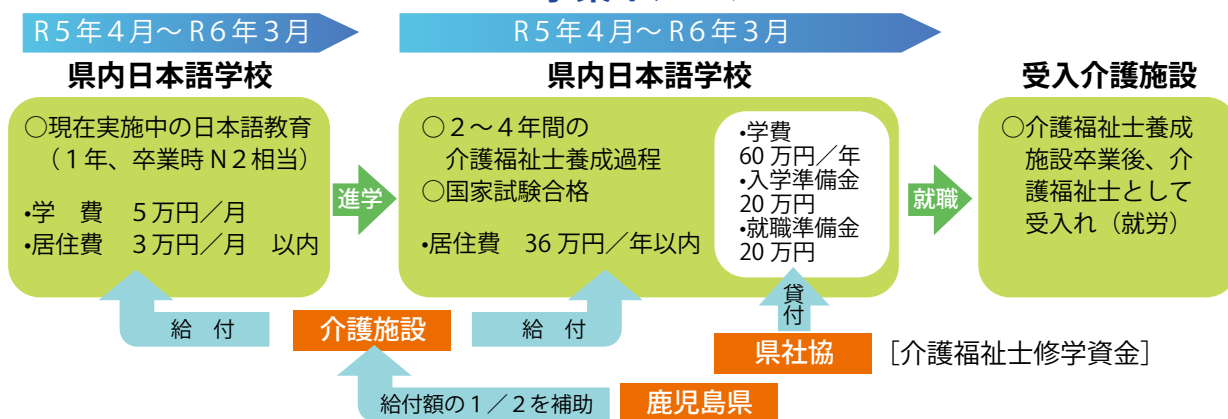 R5年4月〜R6年3月
県内日本語学校
○現在実施中の日本語教育
（1年、卒業時N2相当）
•学　費　5万円／月
•居住費　3万円／月　以内
進学
R5年4月〜R6年3月
県内日本語学校
○2〜4年間の
介護福祉士養成過程
○国家試験合格
•居住費　36万円／年以内
•学費
60万円／年
•入学準備金
20万円
•就職準備金
20万円
就職
受入介護施設
○介護福祉士養成
施設卒業後、介
護福祉士として
受入れ（就労）
給　付
介護施設
給　付
貸付
県社協
［介護福祉士修学資金］
給付額の1／2を補助
鹿児島県